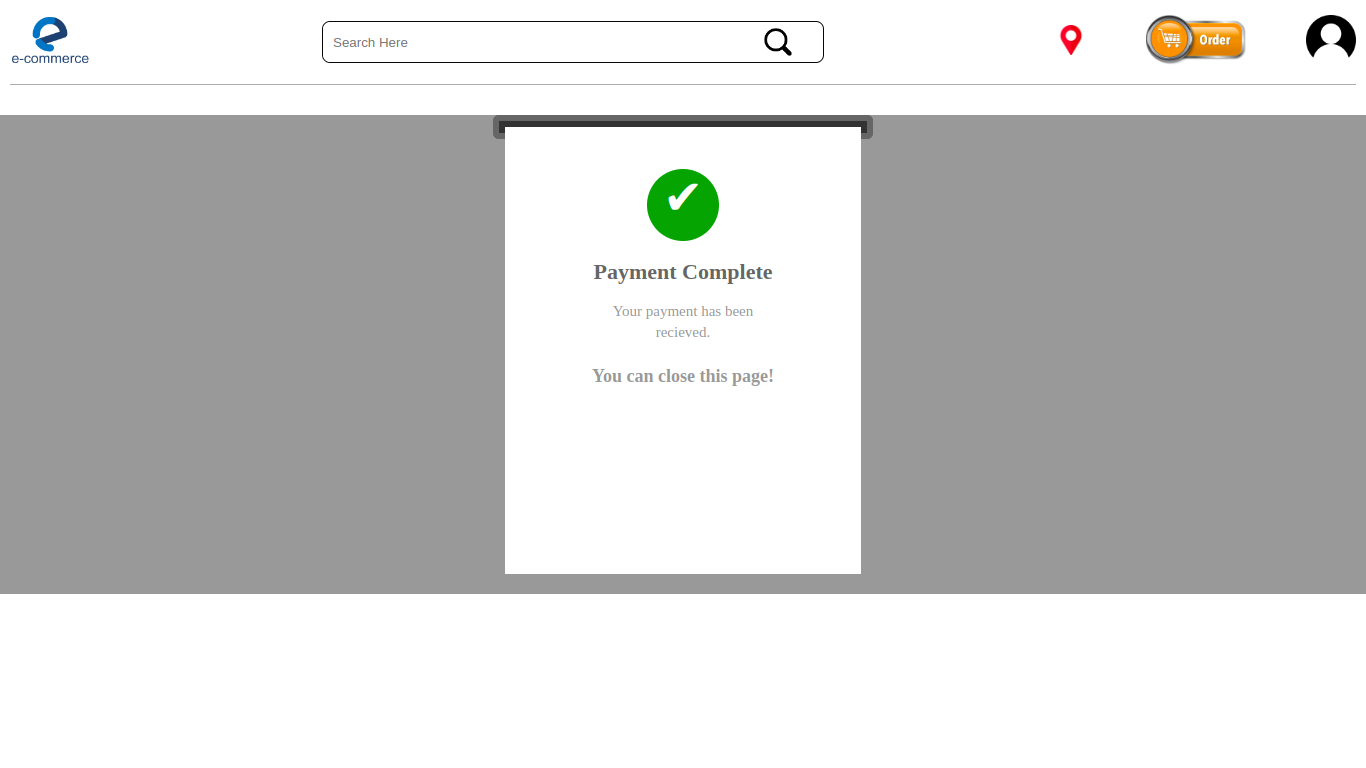 e-commerce
Search Here
Order
Payment Complete
Your payment has been
recieved.
You can close this page!